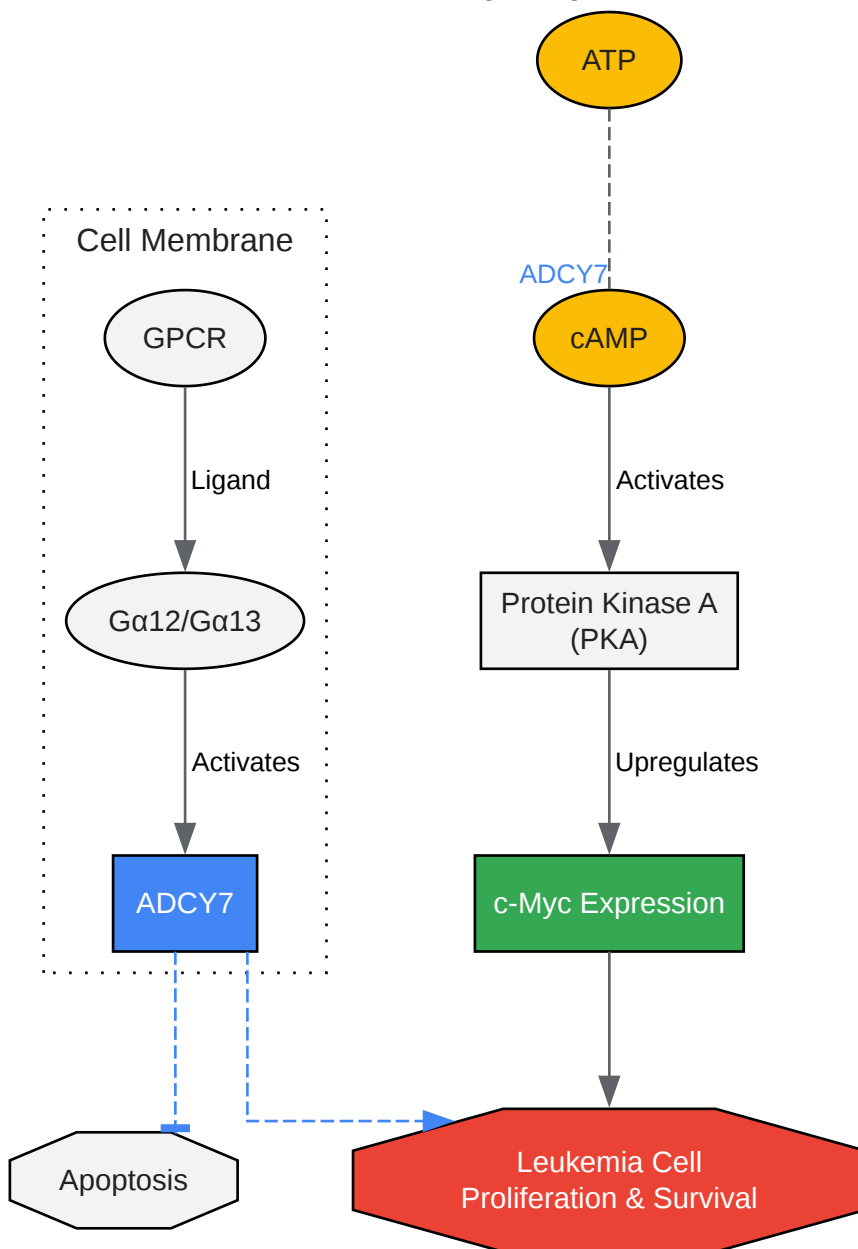 ATP
Cell Membrane
ADCY7
GPCR
cAMP
Ligand
Activates
Gα12/Gα13
Protein Kinase A
(PKA)
Activates
Upregulates
ADCY7
c-Myc Expression
Apoptosis
Leukemia Cell
Proliferation & Survival